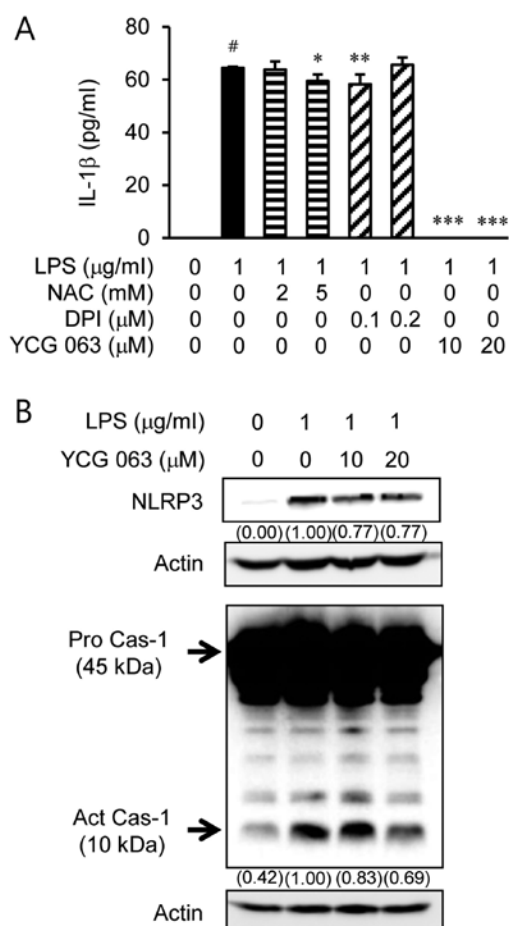 A
80
60
40
20
0
IL-1β (pg/ml)
# * ** *** ***
LPS (μg/ml) 0 1 1 1 1 1 1 1
NAC (mM) 0 0 2 5 0 0 0 0
DPI (μM) 0 0 0 0 0.1 0.2 0 0
YCG 063 (μM) 0 0 0 0 0 0 10 20
B
LPS (μg/ml) 0 1 1 1
YCG 063 (μM) 0 0 10 20
NLRP3
(0.00) (1.00) (0.77) (0.77)
Actin
Pro Cas-1
(45 kDa)
Act Cas-1
(10 kDa)
(0.42) (1.00) (0.83) (0.69)
Actin